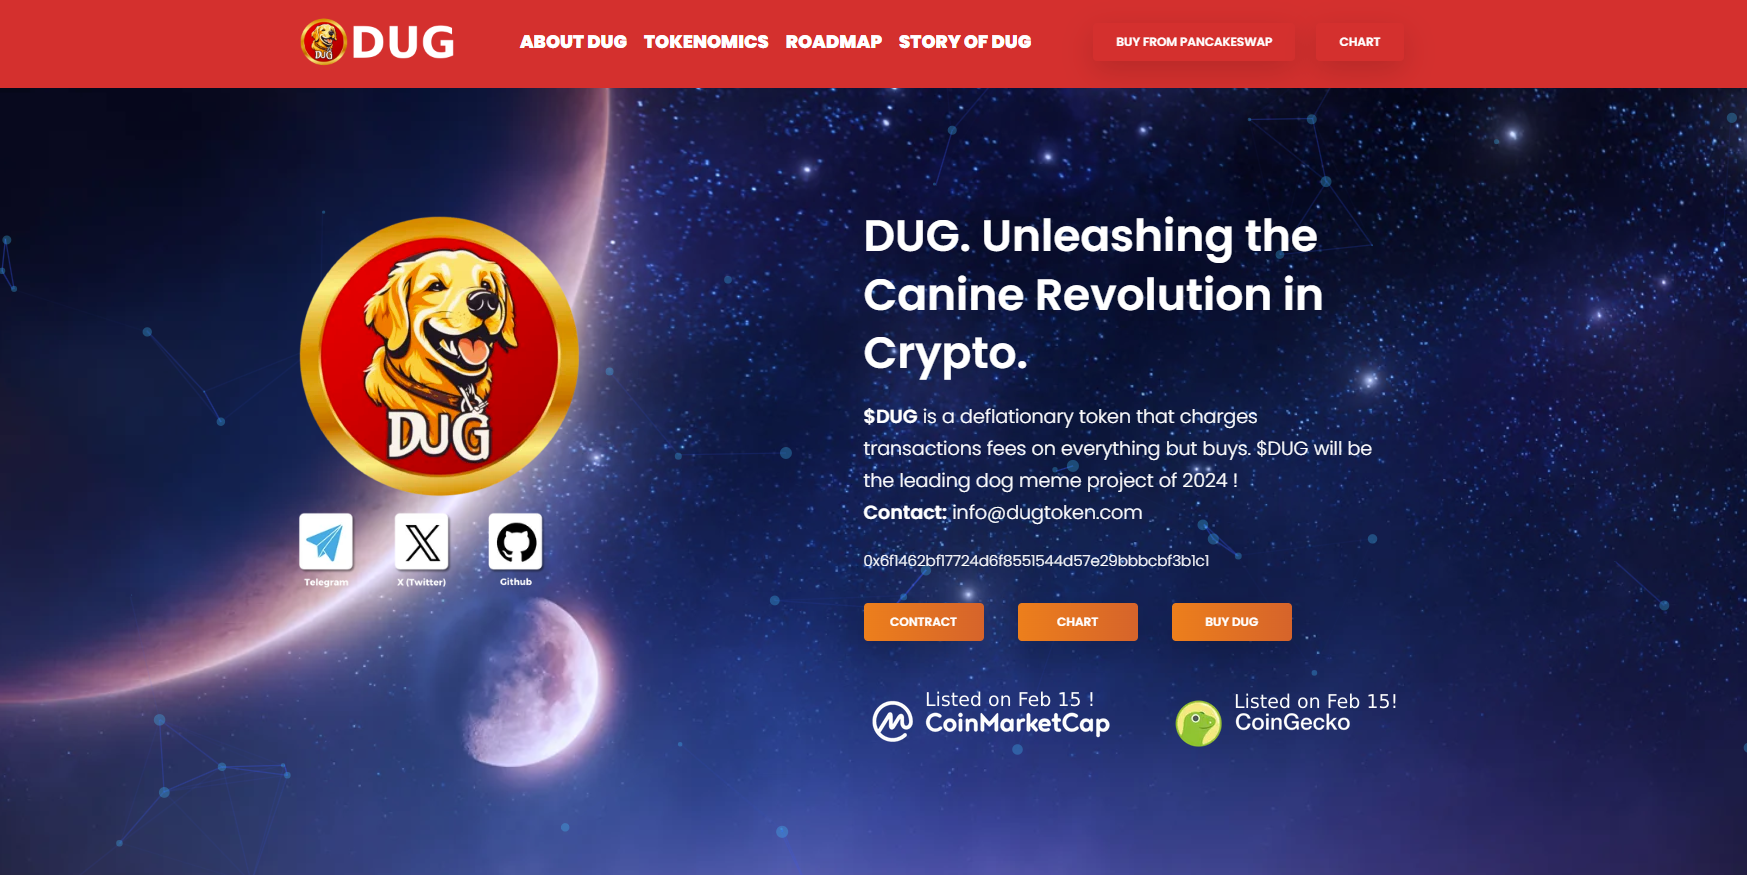 DUG
DUG
ABOUT DUG
TOKENOMICS
ROADMAP
STORY OF DUG
BUY FROM PANCAKESWAP
CHART
DUG
Telegram
X (Twitter)
Github
DUG. Unleashing the
Canine Revolution in
Crypto.
$DUG is a deflationary token that charges
transactions fees on everything but buys. $DUG will be
the leading dog meme project of 2024 !
Contact: info@dugtoken.com
0x6f1462bf17724d6f8551544d57e29bbbcbf3b1c1
CONTRACT
CHART
BUY DUG
Listed on Feb 15 !
CoinMarketCap
Listed on Feb 15!
CoinGecko